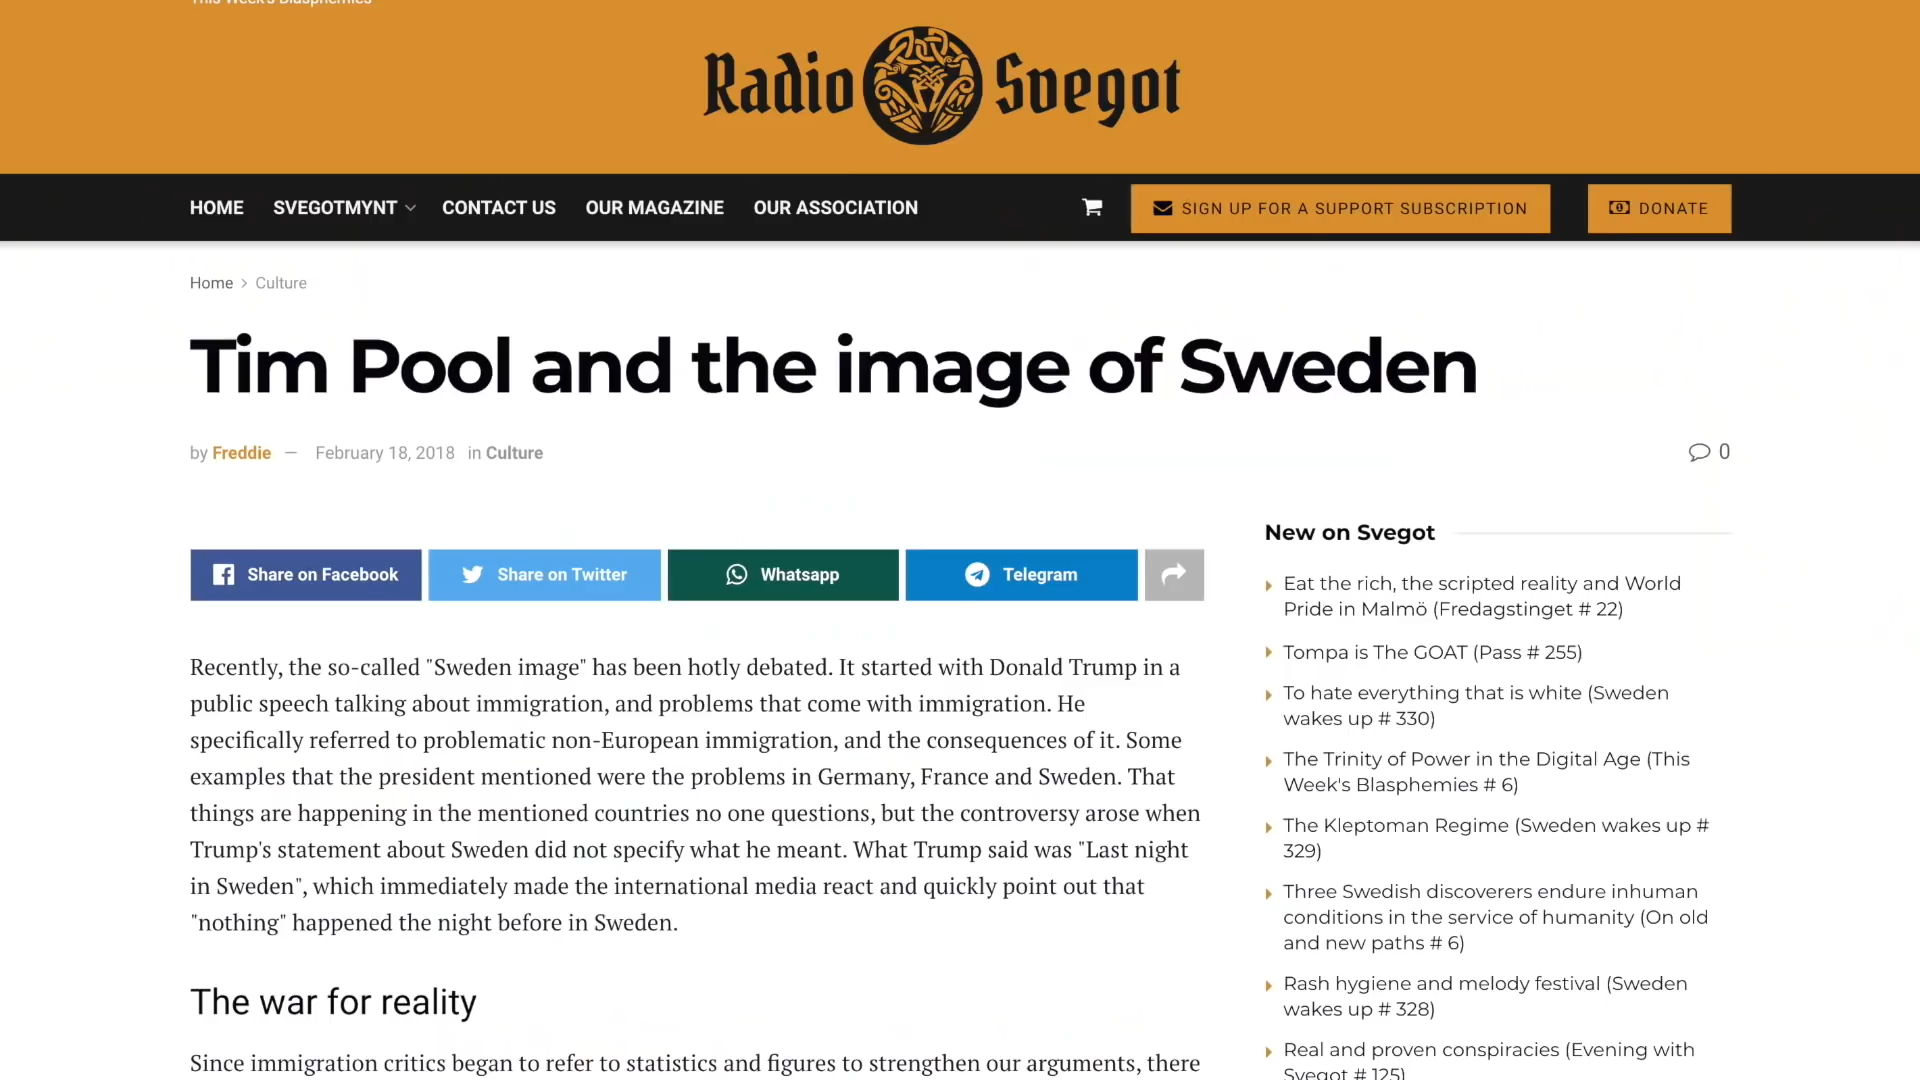 This Week's Blasphemies
Radio Svegot
HOME SVEGOTMYNT CONTACT US OUR MAGAZINE OUR ASSOCIATION SIGN UP FOR A SUPPORT SUBSCRIPTION DONATE
Home > Culture
Tim Pool and the image of Sweden
by Freddie — February 18, 2018 in Culture 0
Share on Facebook Share on Twitter Whatsapp Telegram
Recently, the so-called "Sweden image" has been hotly debated. It started with Donald Trump in a
public speech talking about immigration, and problems that come with immigration. He
specifically referred to problematic non-European immigration, and the consequences of it. Some
examples that the president mentioned were the problems in Germany, France and Sweden. That
things are happening in the mentioned countries no one questions, but the controversy arose when
Trump's statement about Sweden did not specify what he meant. What Trump said was "Last night
in Sweden", which immediately made the international media react and quickly point out that
"nothing" happened the night before in Sweden.
The war for reality
Since immigration critics began to refer to statistics and figures to strengthen our arguments, there
New on Svegot
Eat the rich, the scripted reality and World
Pride in Malmö (Fredagstinget # 22)
Tompa is The GOAT (Pass # 255)
To hate everything that is white (Sweden
wakes up # 330)
The Trinity of Power in the Digital Age (This
Week's Blasphemies # 6)
The Kleptoman Regime (Sweden wakes up #
329)
Three Swedish discoverers endure inhuman
conditions in the service of humanity (On old
and new paths # 6)
Rash hygiene and melody festival (Sweden
wakes up # 328)
Real and proven conspiracies (Evening with
Svegot # 125)